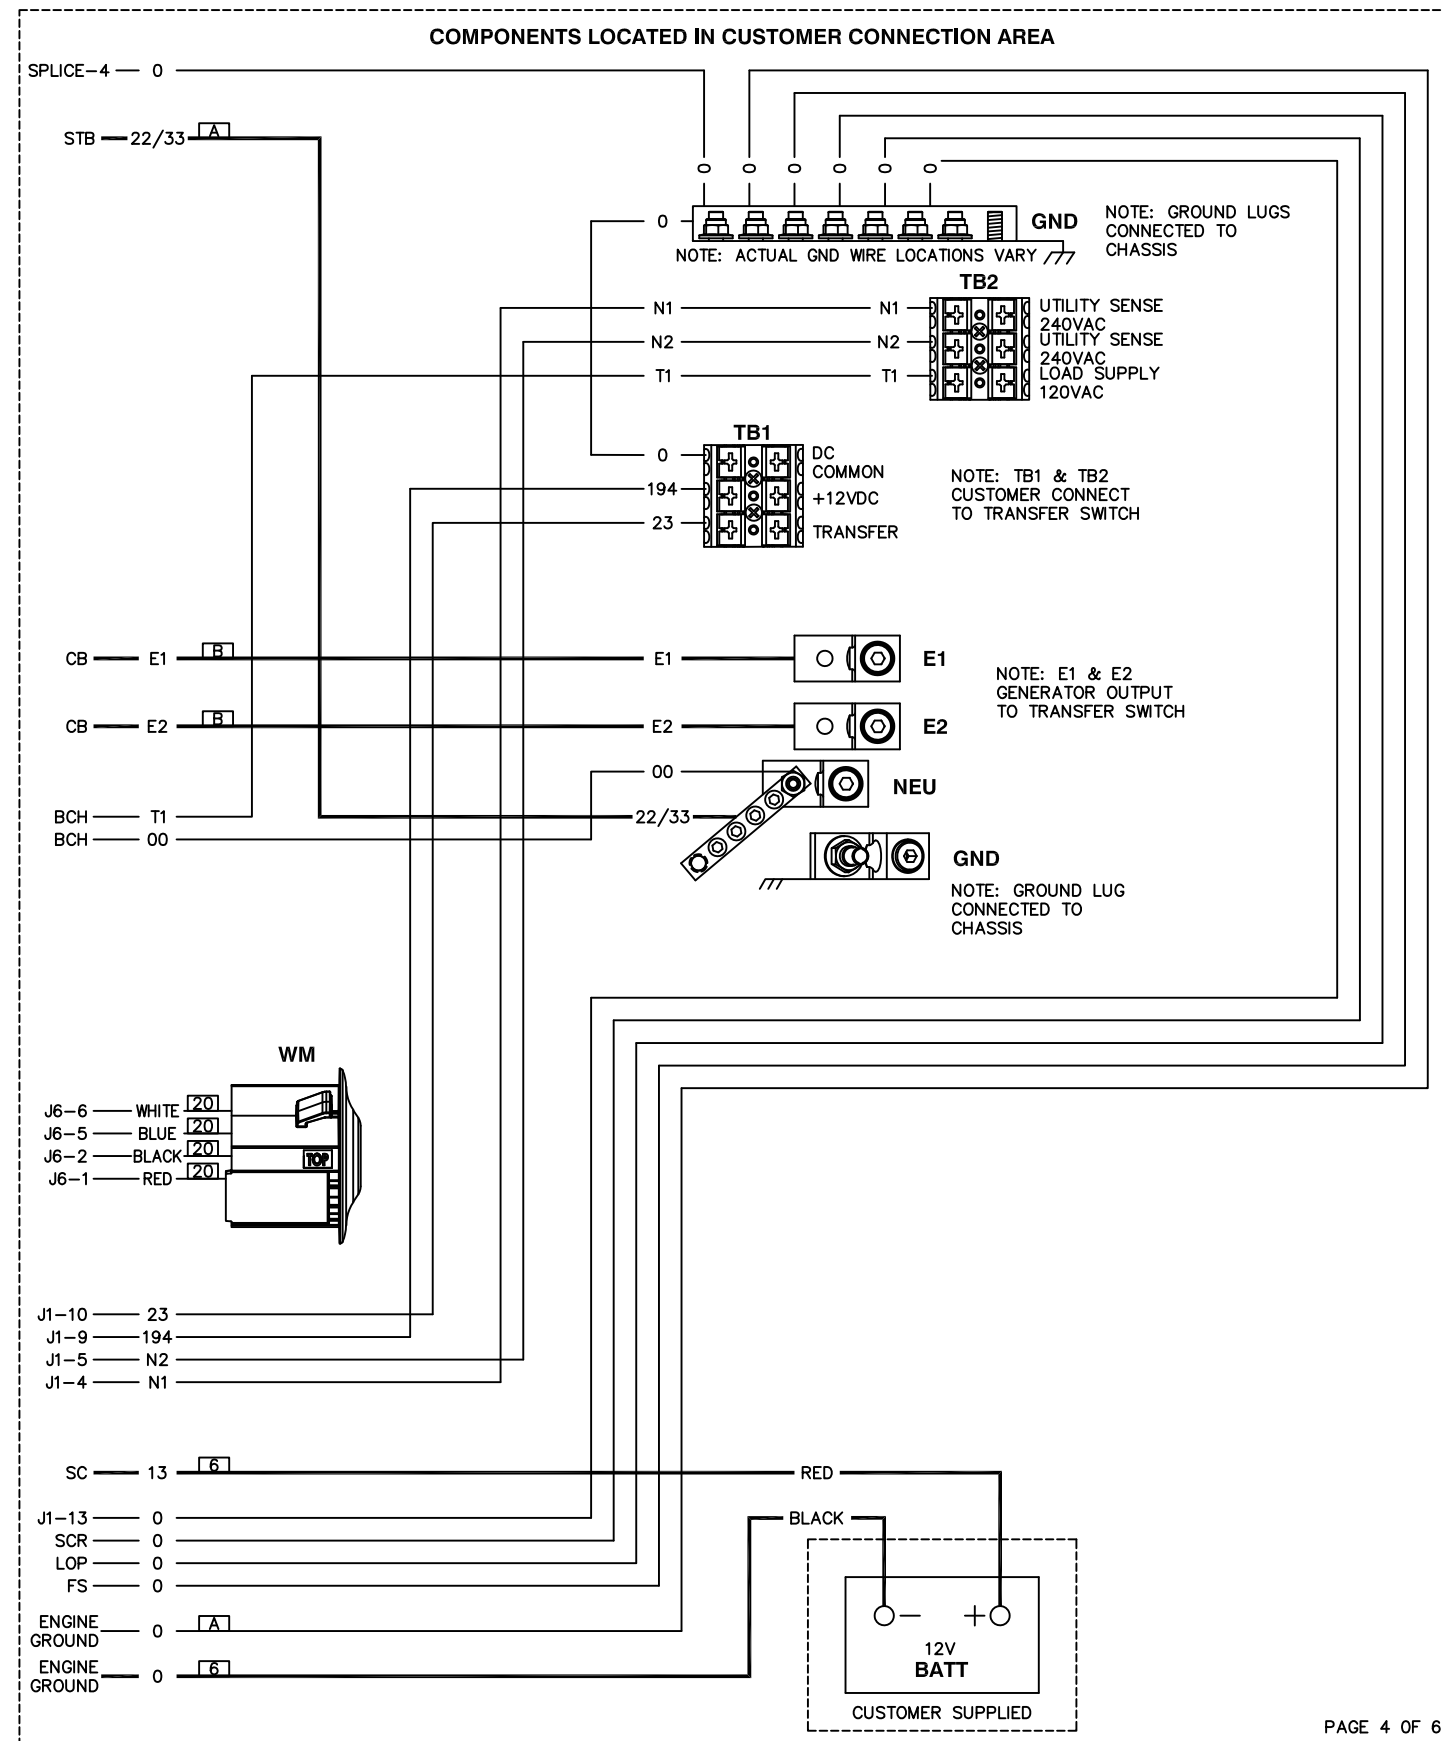 COMPONENTS LOCATED IN CUSTOMER CONNECTION AREA
SPLICE-4 0
STB 22/33 A
0 0 0 0 0 0
0 GND
NOTE: GROUND LUGS
CONNECTED TO
CHASSIS
NOTE: ACTUAL GND WIRE LOCATIONS VARY
TB2
N1 N1 UTILITY SENSE
240VAC
N2 N2 UTILITY SENSE
240VAC
T1 T1 LOAD SUPPLY
120VAC
TB1
0 DC
COMMON
194 +12VDC
23 TRANSFER
NOTE: TB1 & TB2
CUSTOMER CONNECT
TO TRANSFER SWITCH
CB E1 B E1 E1
NOTE: E1 & E2
GENERATOR OUTPUT
TO TRANSFER SWITCH
CB E2 B E2 E2
00 NEU
BCH T1 22/33
BCH 00
GND
NOTE: GROUND LUG
CONNECTED TO
CHASSIS
WM
J6-6 WHITE 20
J6-5 BLUE 20
J6-2 BLACK 20 TOP
J6-1 RED 20
J1-10 23
J1-9 194
J1-5 N2
J1-4 N1
SC 13 6 RED
J1-13 0 BLACK
SCR 0
LOP 0
FS 0
ENGINE
GROUND 0 A
ENGINE
GROUND 0 6
- +
12V
BATT
CUSTOMER SUPPLIED
PAGE 4 OF 6